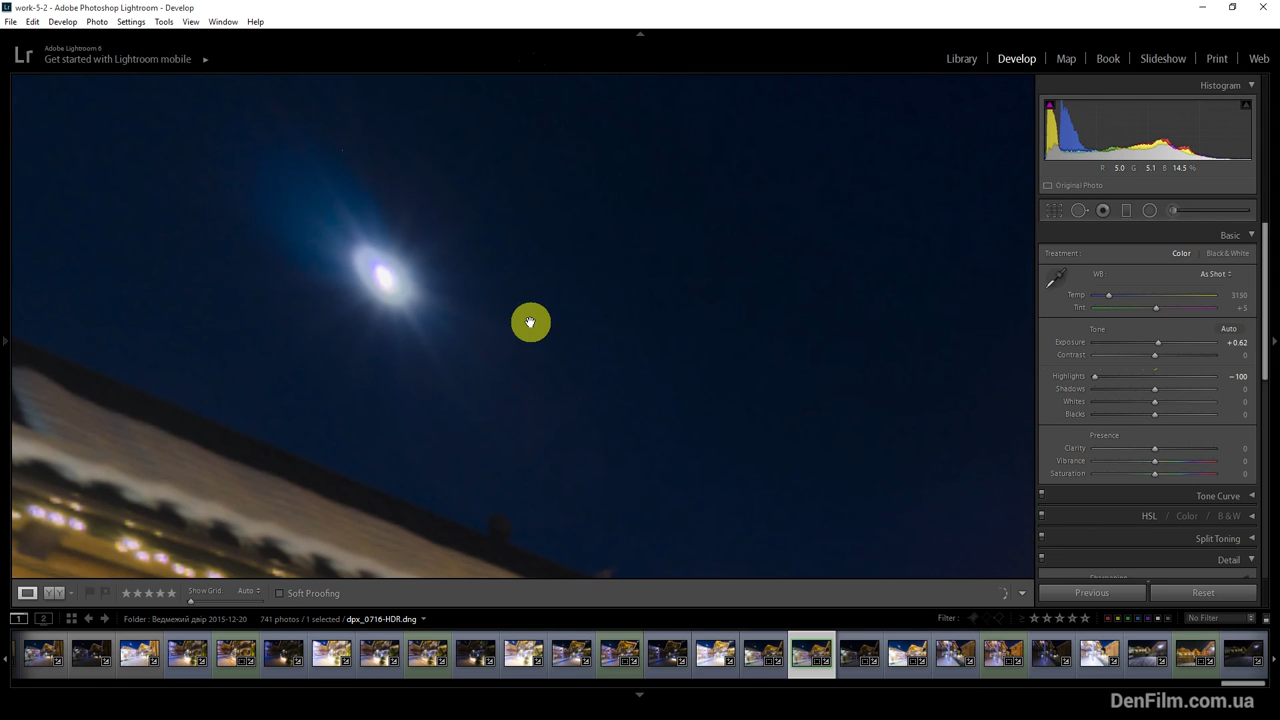 work-5-2 - Adobe Photoshop Lightroom - Develop
File Edit Develop Photo Settings Tools View Window Help
Lr Adobe Lightroom 6
Get started with Lightroom mobile
Library Develop Map Book Slideshow Print Web
Histogram
R 5.0 G 5.1 B 14.5 %
Original Photo
Basic
Treatment : Color Black & White
WB: As Shot
Temp 3150
Tint + 5
Tone Auto
Exposure +0.62
Contrast 0
Highlights -100
Shadows 0
Whites 0
Blacks 0
Presence
Clarity 0
Vibrance 0
Saturation 0
Tone Curve
HSL / Color / B & W
Split Toning
Detail
Show Grid: Auto Soft Proofing
Previous Reset
1 2 Folder : Ведмежий двір 2015-12-20 741 photos / 1 selected / dpx_0716-HDR.dng Filter : No Filter
DenFilm.com.ua